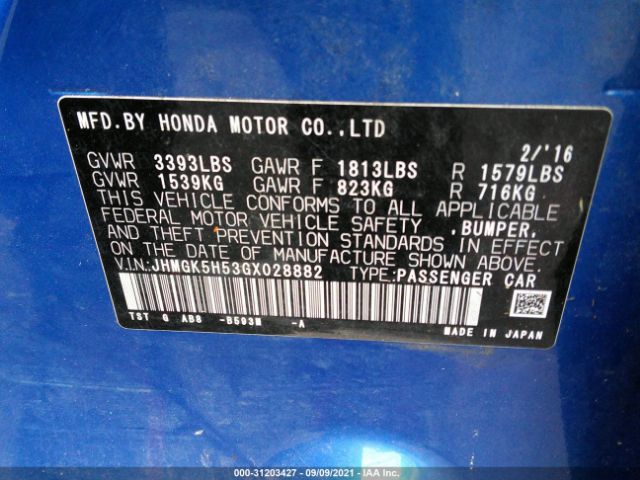 MFD.BY HONDA MOTOR CO.,LTD
2/'16
GVWR 3393LBS GAWR F 1813LBS R 1579LBS
GVWR 1539KG GAWR F 823KG R 716KG
THIS VEHICLE CONFORMS TO ALL APPLICABLE
FEDERAL MOTOR VEHICLE SAFETY ,BUMPER,
AND THEFT PREVENTION STANDARDS IN EFFECT
ON THE DATE OF MANUFACTURE SHOWN ABOVE.
V.I.N:JHMGK5H53GX028882 TYPE:PASSENGER CAR
TST G AB8 -B593M -A
MADE IN JAPAN
000-31203427 - 09/09/2021 - IAA Inc.